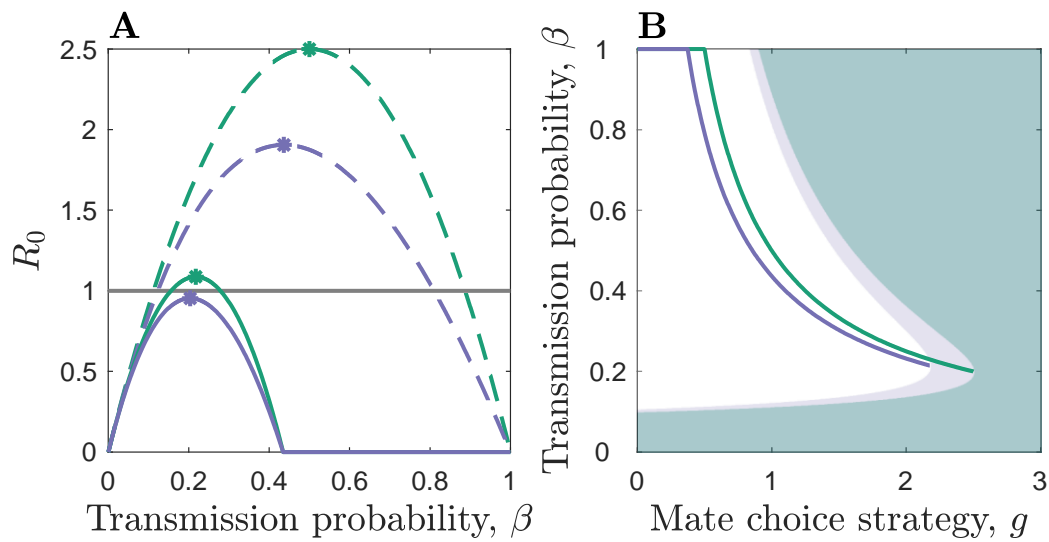 A
R0
2.5
2
1.5
1
0.5
0
0 0.2 0.4 0.6 0.8 1
Transmission probability, β
B
Transmission probability, β
1
0.8
0.6
0.4
0.2
0
0 1 2 3
Mate choice strategy, g